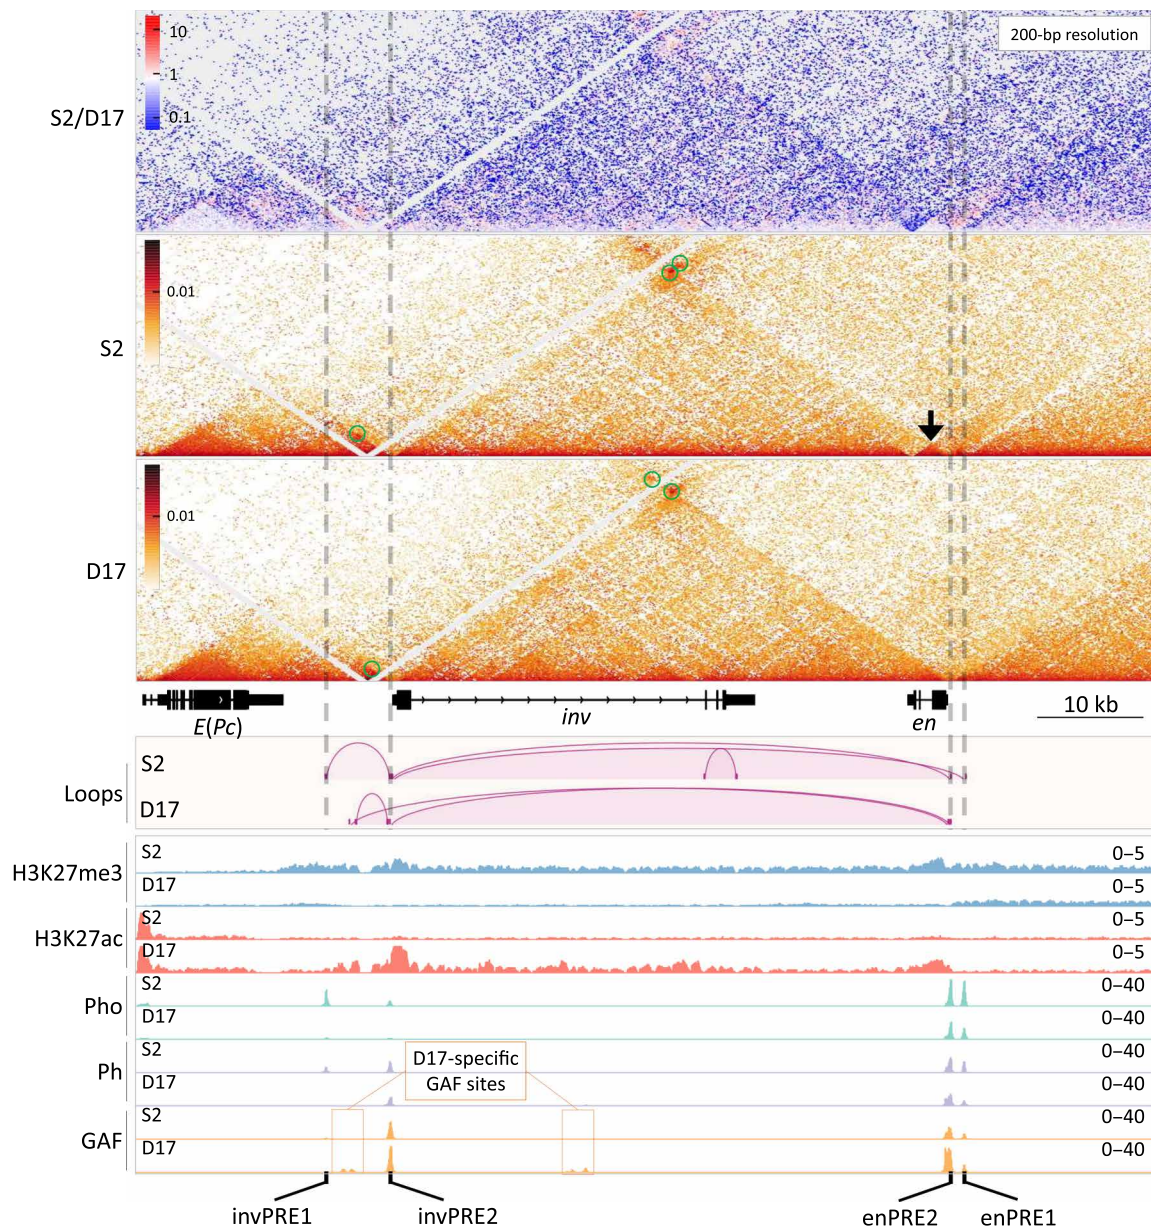 200-bp resolution
10
1
0.1
S2/D17
0.01
S2
0.01
D17
E(Pc)
inv
en
10 kb
Loops
S2
D17
H3K27me3
S2
0–5
D17
0–5
H3K27ac
S2
0–5
D17
0–5
Pho
S2
0–40
D17
0–40
Ph
S2
0–40
D17
0–40
D17-specific
GAF sites
GAF
S2
0–40
D17
0–40
invPRE1
invPRE2
enPRE2
enPRE1